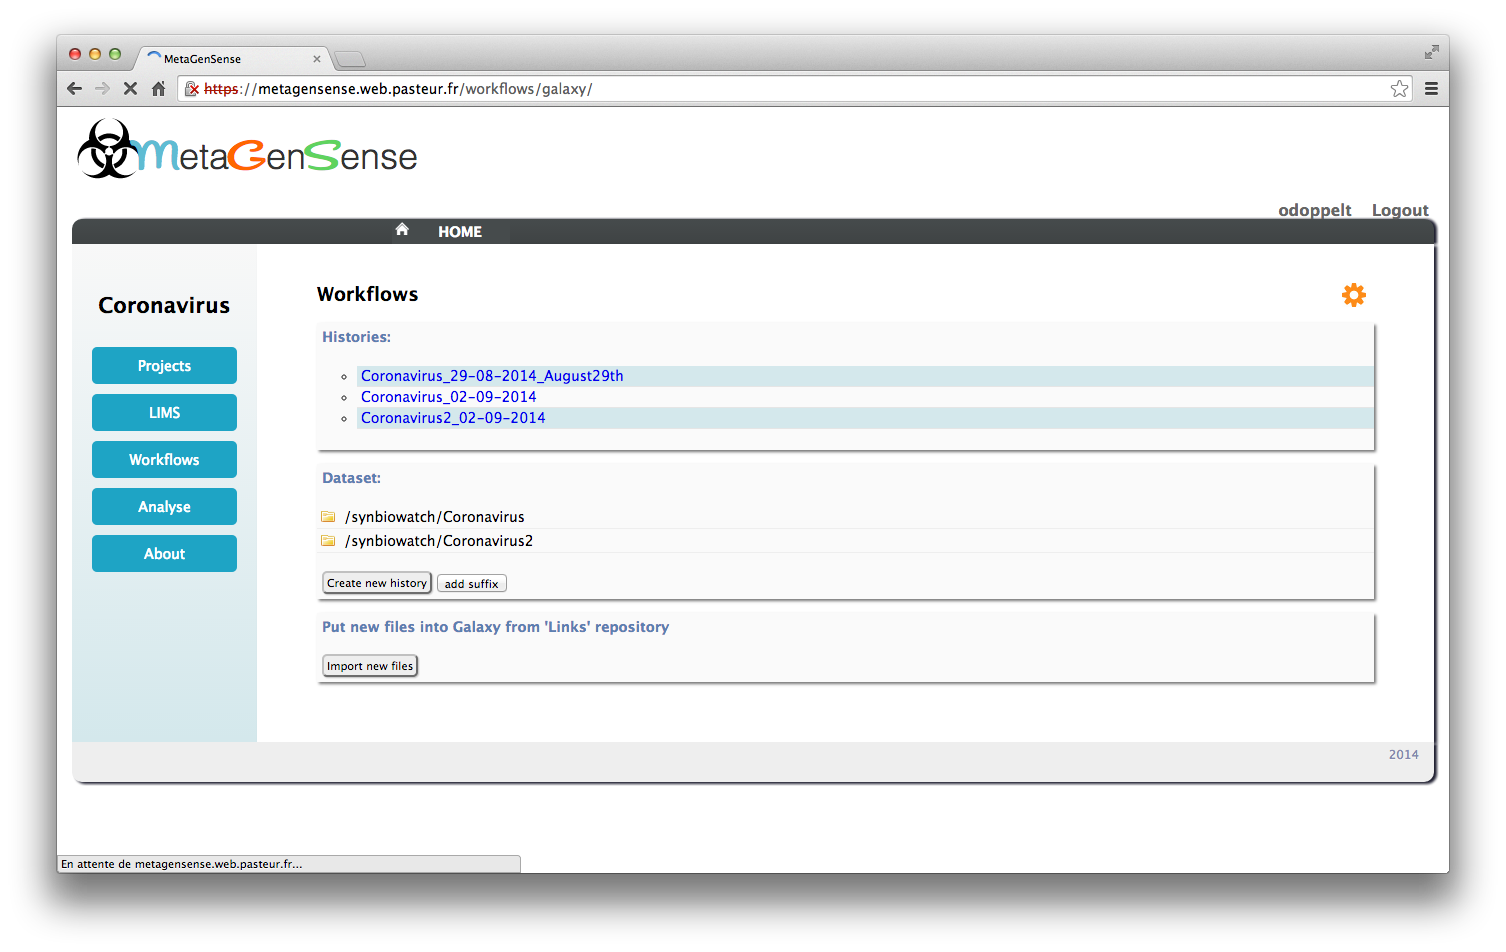 MetaGenSense
https://metagensense.web.pasteur.fr/workflows/galaxy/
MetaGenSense
odoppelt Logout
HOME
Coronavirus
Projects
LIMS
Workflows
Analyse
About
Workflows
Histories:
Coronavirus_29-08-2014_August29th
Coronavirus_02-09-2014
Coronavirus2_02-09-2014
Dataset:
/synbiowatch/Coronavirus
/synbiowatch/Coronavirus2
Create new history add suffix
Put new files into Galaxy from 'Links' repository
Import new files
2014
En attente de metagensense.web.pasteur.fr...